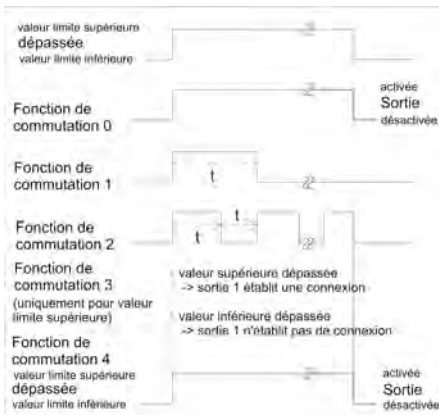 valeur limite supérieure
dépassée
valeur limite inférieure
activée
Sortie
désactivée
Fonction de
commutation 0
Fonction de
commutation 1
t
Fonction de
commutation 2
t
t
Fonction de
commutation 3
(uniquement pour valeur
limite supérieure)
valeur supérieure dépassée
-> sortie 1 établit une connexion
valeur inférieure dépassée
-> sortie 1 n'établit pas de connexion
Fonction de
commutation 4
valeur limite supérieure
dépassée
valeur limite inférieure
activée
Sortie
désactivée